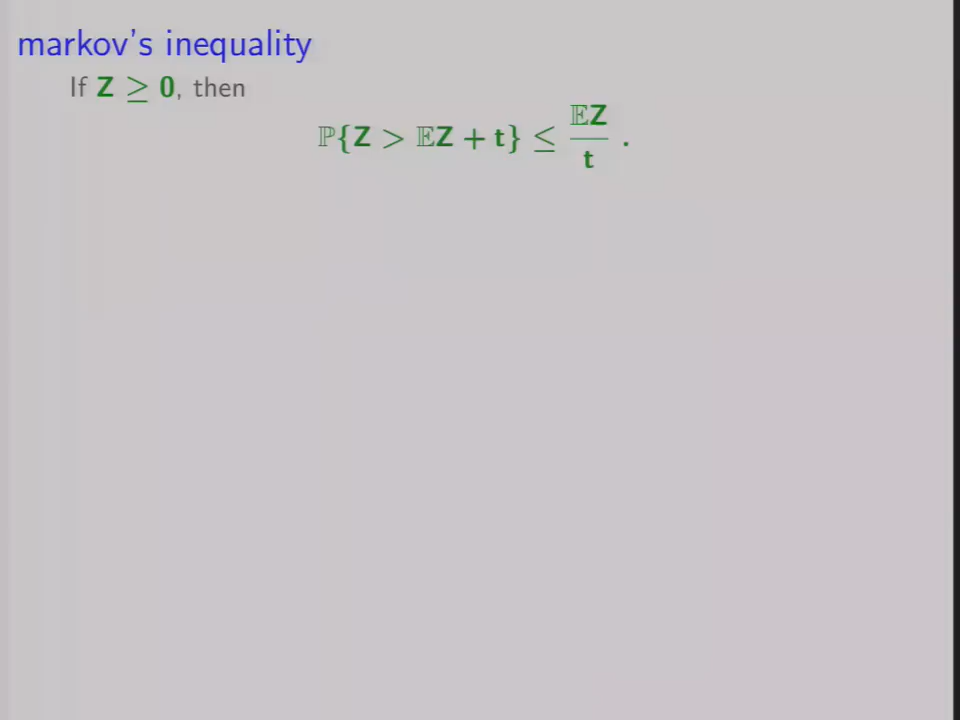 markov's inequality
If Z ≥ 0, then
ℙ{Z > 𝔼Z + t} ≤ 𝔼Z / t .